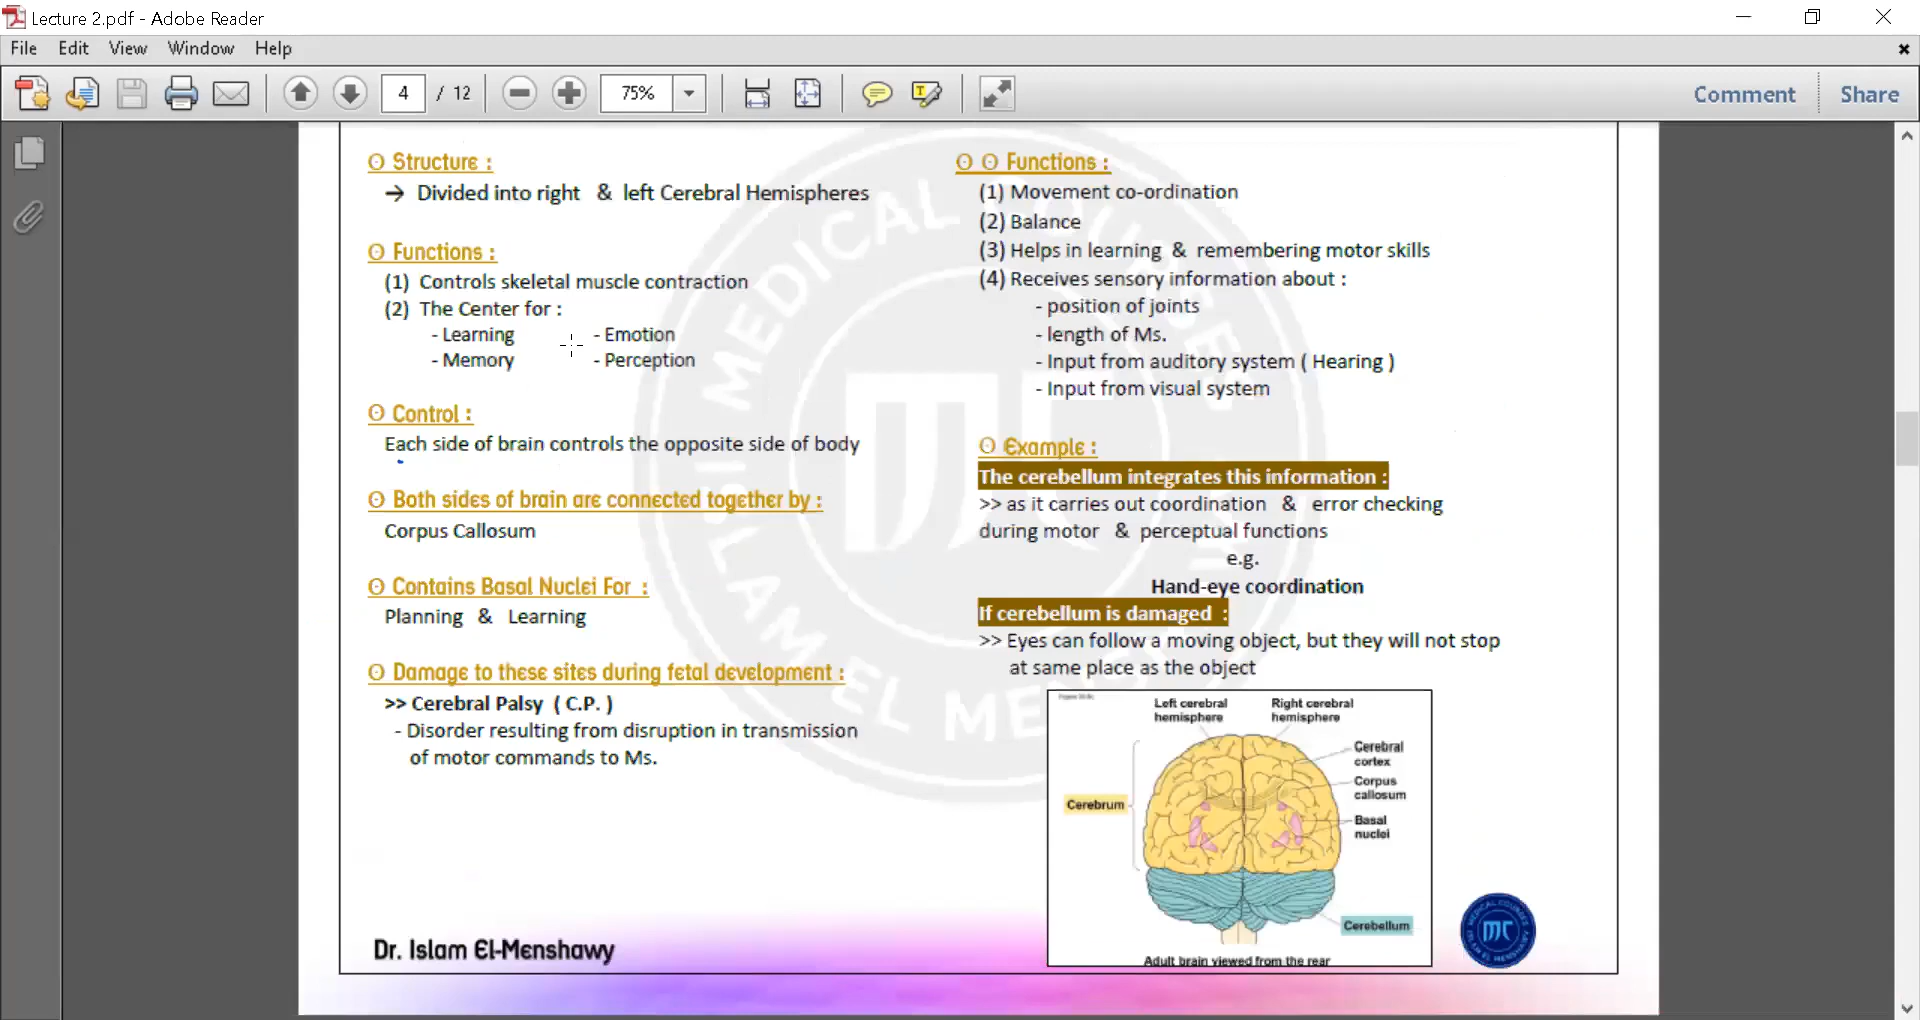 Lecture 2.pdf - Adobe Reader
File Edit View Window Help
4 / 12 75% Comment Share
Structure :
→ Divided into right & left Cerebral Hemispheres
Functions :
(1) Controls skeletal muscle contraction
(2) The Center for :
- Learning - Emotion
- Memory - Perception
Control :
Each side of brain controls the opposite side of body
Both sides of brain are connected together by :
Corpus Callosum
Contains Basal Nuclei For :
Planning & Learning
Damage to these sites during fetal development :
>> Cerebral Palsy ( C.P. )
- Disorder resulting from disruption in transmission
of motor commands to Ms.
Dr. Islam El-Menshawy
Functions :
(1) Movement co-ordination
(2) Balance
(3) Helps in learning & remembering motor skills
(4) Receives sensory information about :
- position of joints
- length of Ms.
- Input from auditory system ( Hearing )
- Input from visual system
Example :
The cerebellum integrates this information :
>> as it carries out coordination & error checking
during motor & perceptual functions
e.g.
Hand-eye coordination
If cerebellum is damaged :
>> Eyes can follow a moving object, but they will not stop
at same place as the object
Left cerebral
hemisphere
Right cerebral
hemisphere
Cerebral
cortex
Corpus
callosum
Basal
nuclei
Cerebrum
Cerebellum
Adult brain viewed from the rear
MEDICAL COURSES
ISLAM EL MENSHAWY
MC